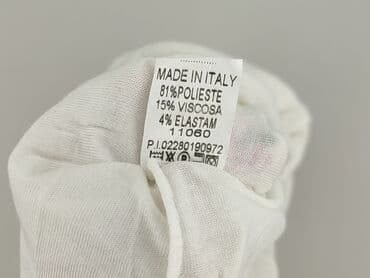 MADE IN ITALY
81%POLIESTE
15% VISCOSA
4% ELASTAM
11060
P.I.02280190972